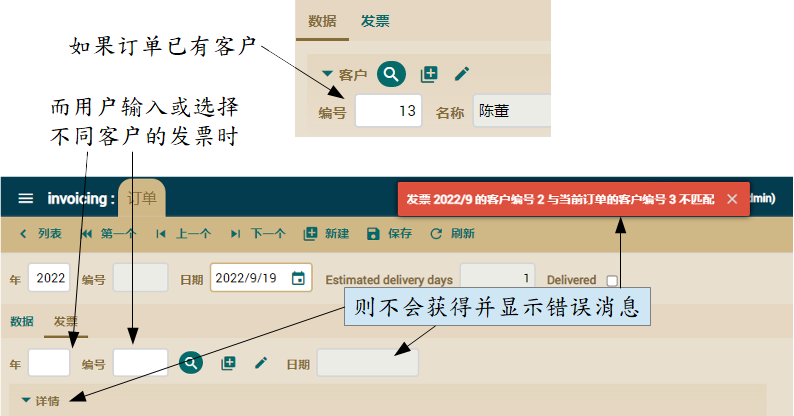 数据 发票
如果订单已有客户
客户
编号 13 名称 陈董
而用户输入或选择
不同客户的发票时
invoicing : 订单
发票 2022/9 的客户编号 2 与当前订单的客户编号 3 不匹配
min)
列表 第一个 上一个 下一个 新建 保存 刷新
年 2022 编号 日期 2022/9/19 Estimated delivery days 1 Delivered
则不会获得并显示错误消息
数据 发票
年 编号 日期
详情